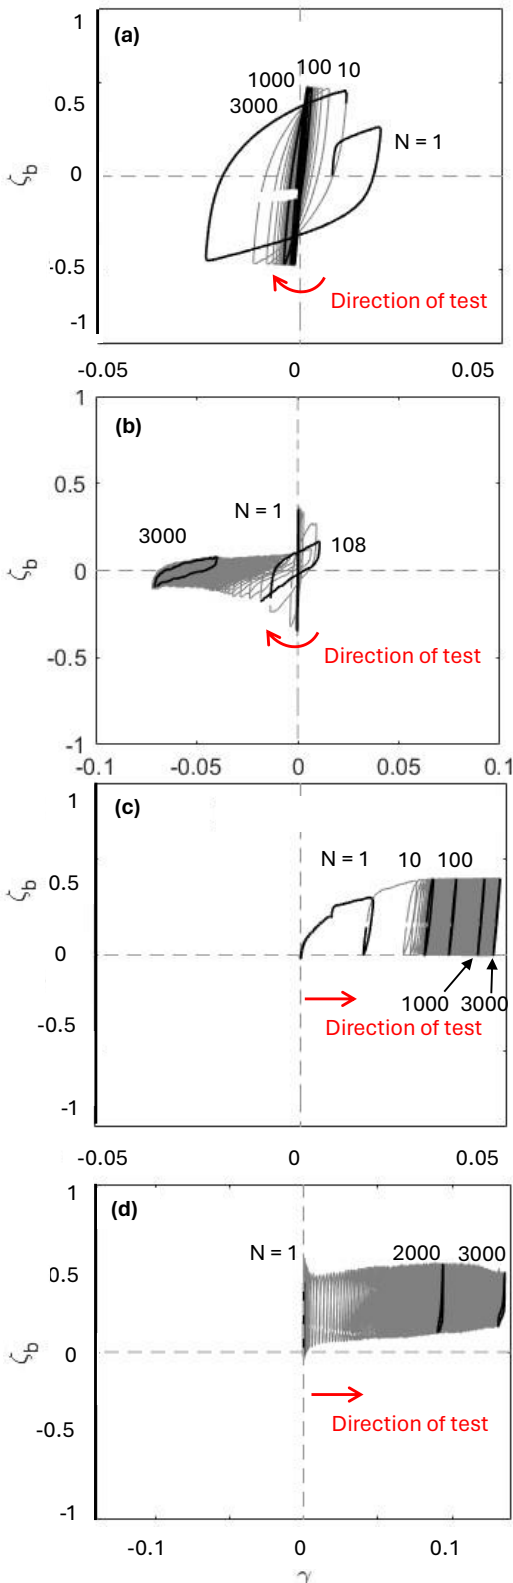 1
(a)
1000 100 10
3000
0.5
N = 1
ζb
0
-0.5
Direction of test
-1
-0.05 0 0.05
1
(b)
0.5
N = 1
3000
108
ζb
0
-0.5
Direction of test
-1
-0.1 -0.05 0 0.05 0.1
1
(c)
N = 1 10 100
0.5
ζb
0
1000 3000
-0.5
Direction of test
-1
-0.05 0 0.05
1
(d)
N = 1 2000 3000
0.5
ζb
0
-0.5
Direction of test
-1
-0.1 0 0.1
γ